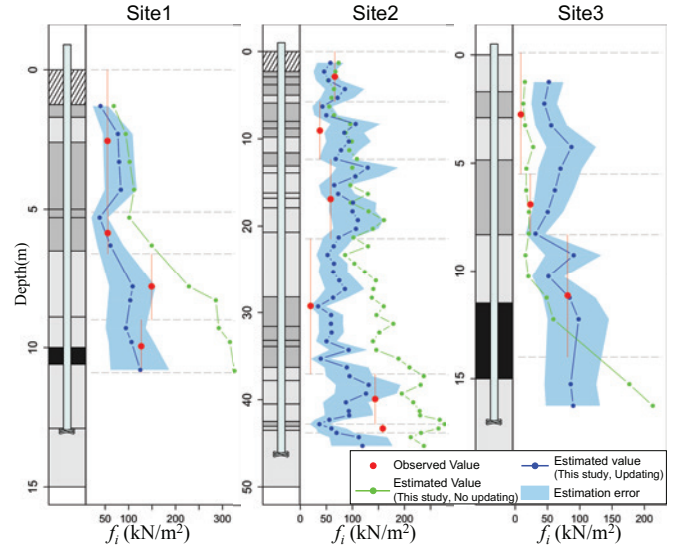 Site1
Site2
Site3
Depth(m)
0
5
10
15
0
10
20
30
40
50
0
5
10
15
Observed Value
Estimated Value
(This study, No updating)
Estimated value
(This study, Updating)
Estimation error
50 100 200 300
0 50 100 150 200 250
0 50 100 150 200
fi (kN/m²)
fi (kN/m²)
fi (kN/m²)